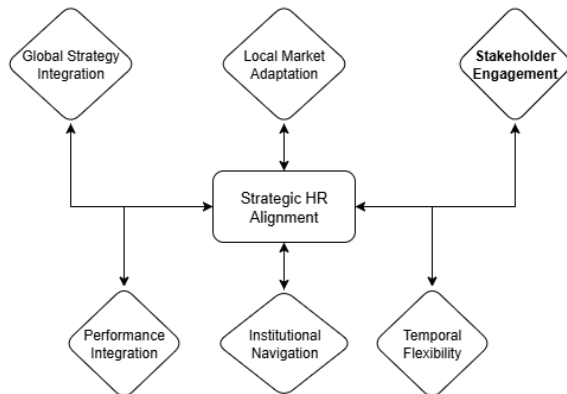 Global Strategy
Integration
Local Market
Adaptation
Stakeholder
Engagement
Strategic HR
Alignment
Performance
Integration
Institutional
Navigation
Temporal
Flexibility